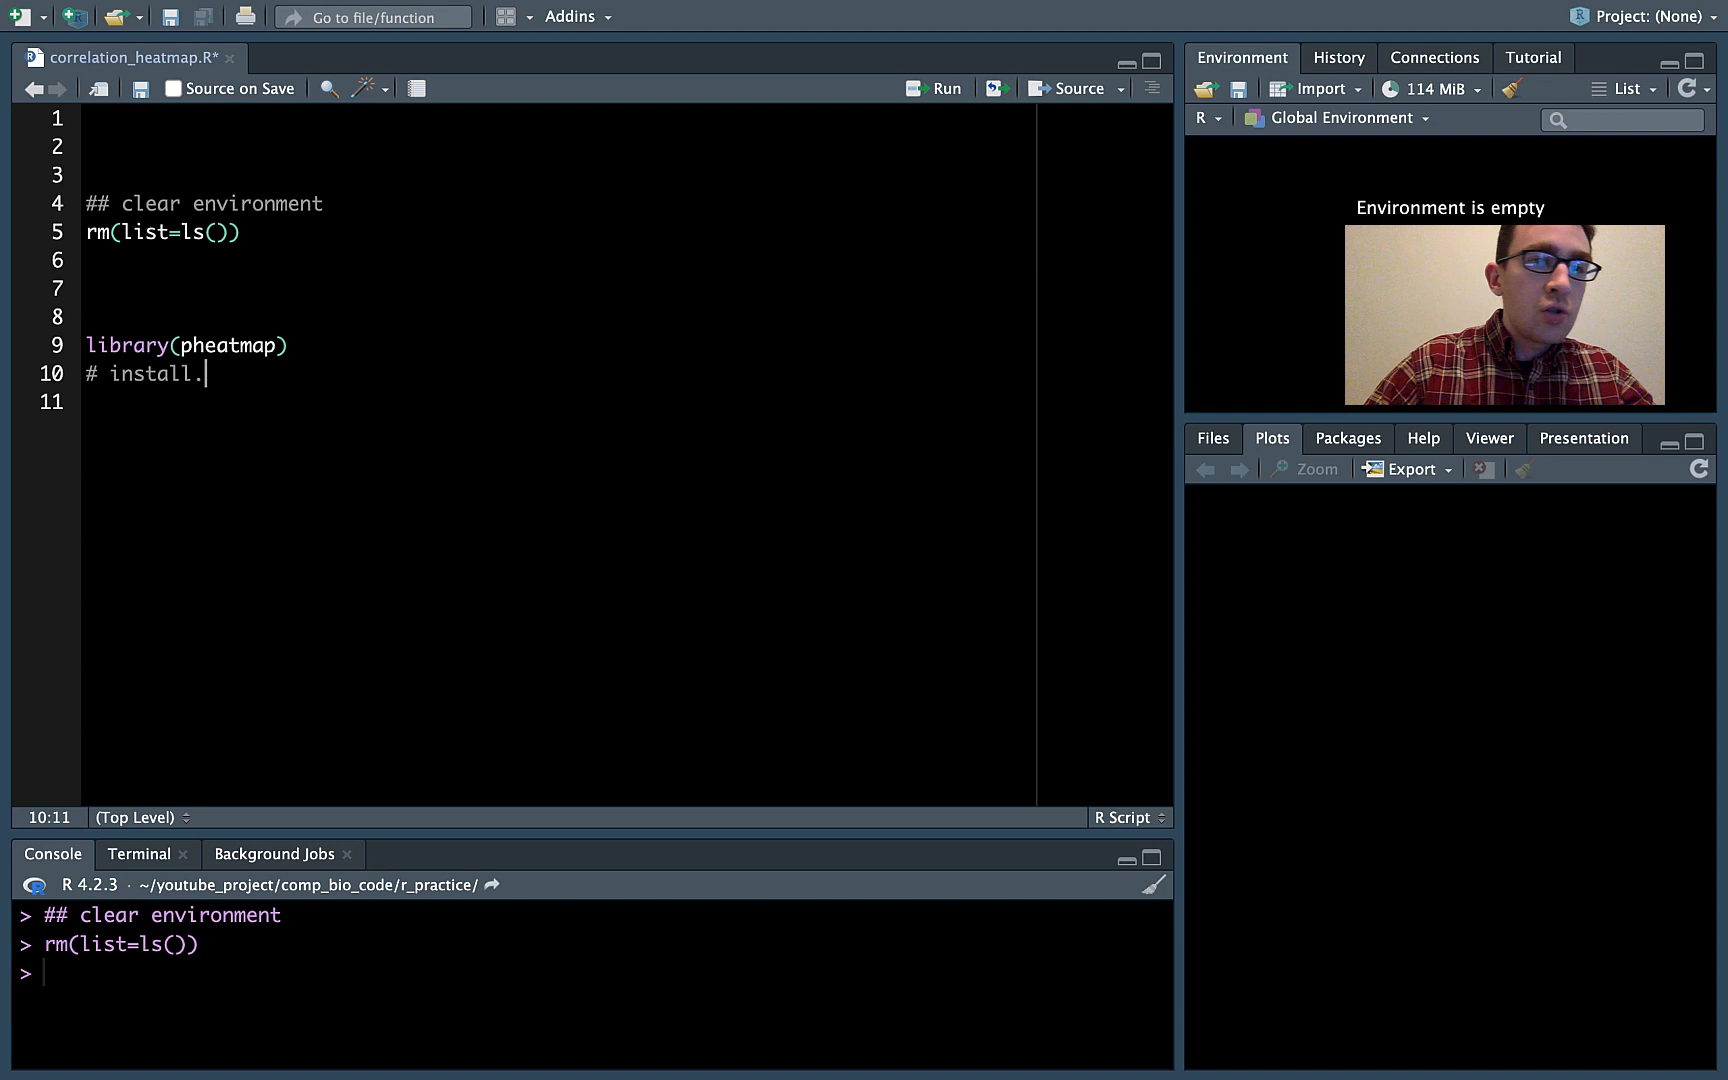 Go to file/function
Addins
Project: (None)
correlation_heatmap.R*
Source on Save
Run
Source
1
2
3
4 ## clear environment
5 rm(list=ls())
6
7
8
9 library(pheatmap)
10 # install.
11
10:11 (Top Level) R Script
Console Terminal Background Jobs
R 4.2.3 · ~/youtube_project/comp_bio_code/r_practice/
> ## clear environment
> rm(list=ls())
>
Environment History Connections Tutorial
Import 114 MiB List
R Global Environment
Environment is empty
Files Plots Packages Help Viewer Presentation
Zoom Export